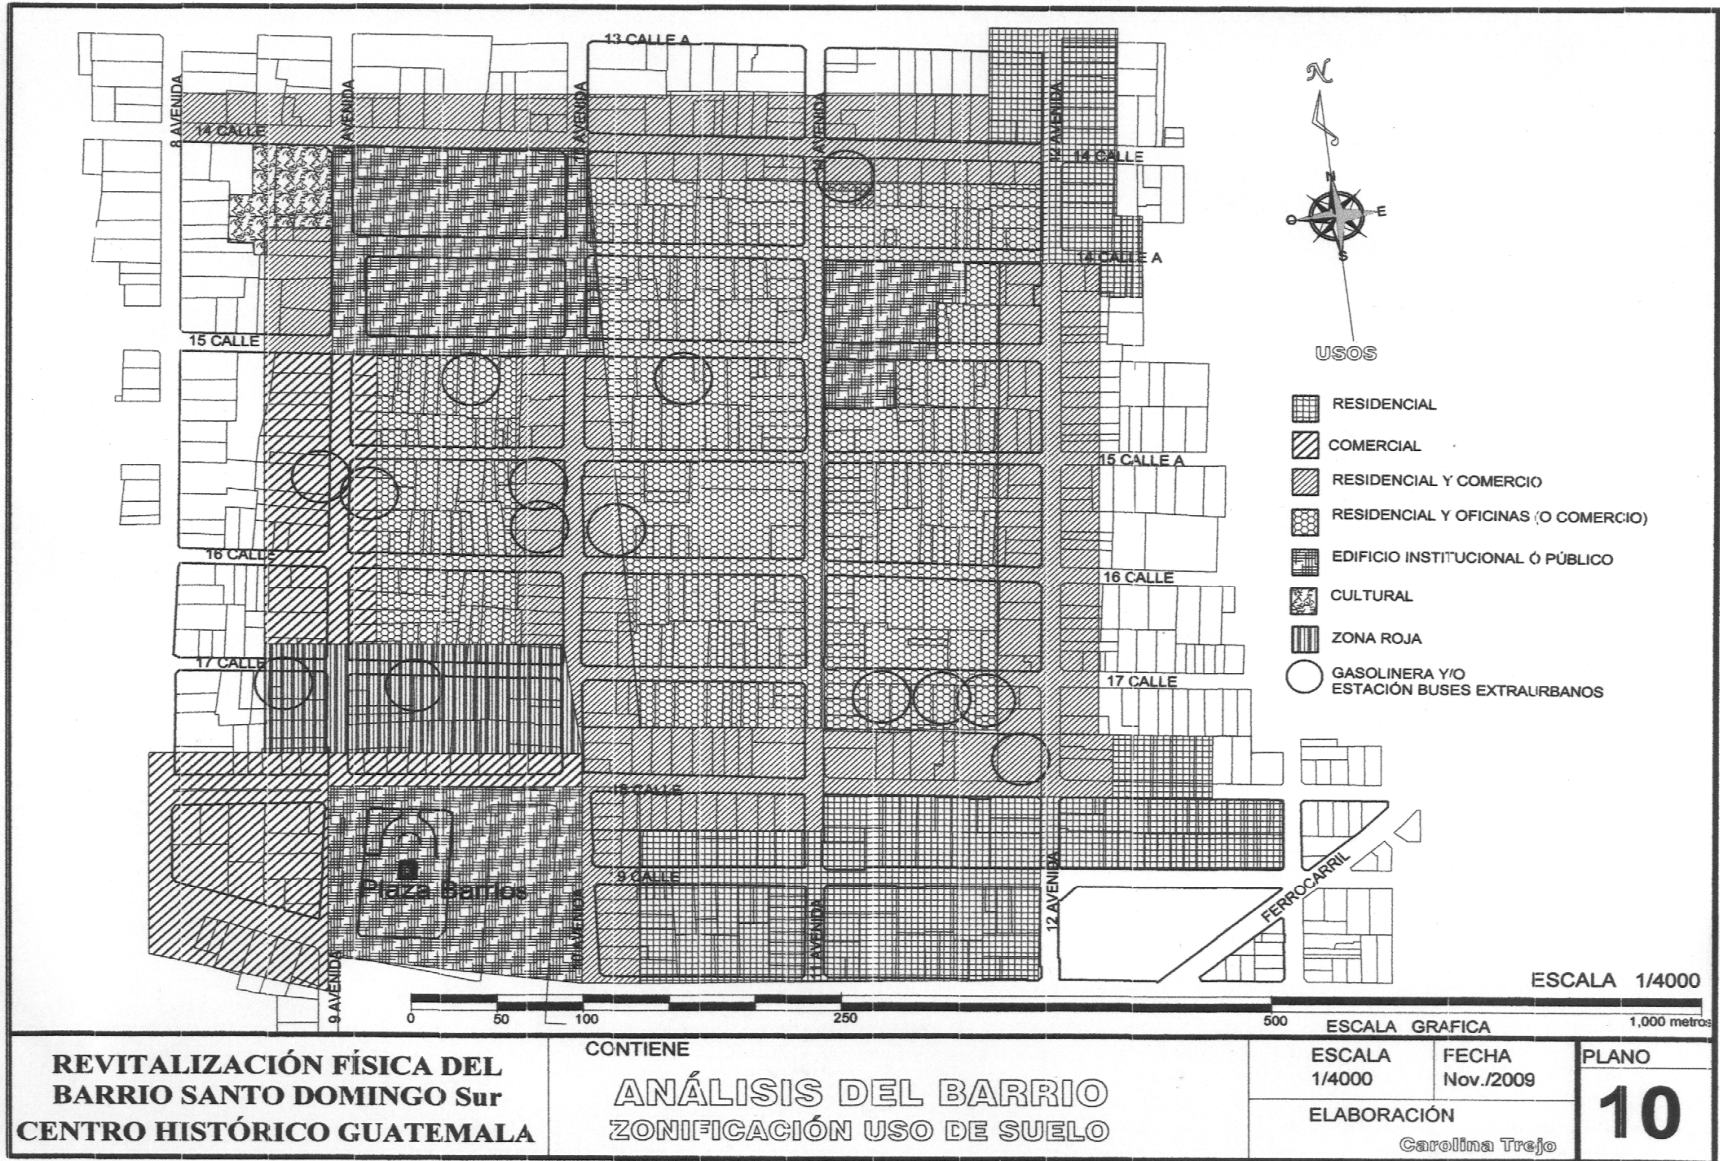 13 CALLE A
8 AVENIDA
AVENIDA
AVENIDA
AVENIDA
12 AVENIDA
14 CALLE
14 CALLE
14 CALLE A
15 CALLE
15 CALLE A
16 CALLE
16 CALLE
17 CALLE
17 CALLE
18 CALLE
9 CALLE
Plaza Barrios
9 AVENIDA
10 AVENIDA
11 AVENIDA
12 AVENIDA
FERROCARRIL
N
N
O
E
S
USOS
RESIDENCIAL
COMERCIAL
RESIDENCIAL Y COMERCIO
RESIDENCIAL Y OFICINAS (O COMERCIO)
EDIFICIO INSTITUCIONAL Ó PÚBLICO
CULTURAL
ZONA ROJA
GASOLINERA Y/O
ESTACIÓN BUSES EXTRAURBANOS
ESCALA 1/4000
0 50 100 250 500 1,000 metros
ESCALA GRAFICA
REVITALIZACIÓN FÍSICA DEL
BARRIO SANTO DOMINGO Sur
CENTRO HISTÓRICO GUATEMALA
CONTIENE
ANÁLISIS DEL BARRIO
ZONIFICACIÓN USO DE SUELO
ESCALA
1/4000
FECHA
Nov./2009
ELABORACIÓN
Carolina Trejo
PLANO
10